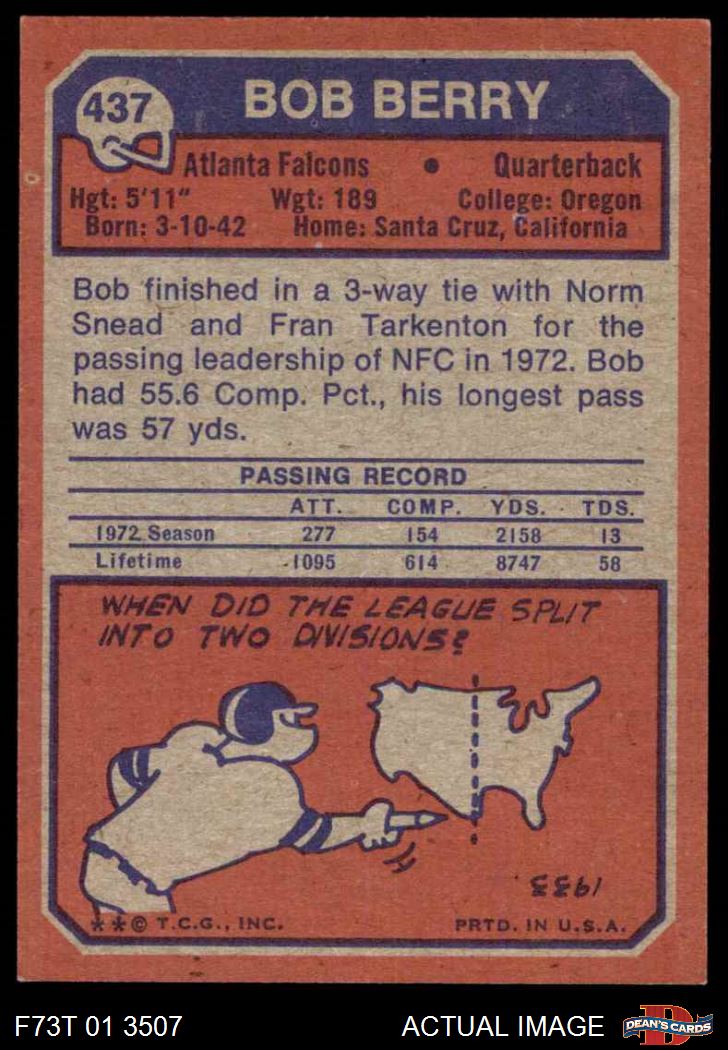 437
BOB BERRY
Atlanta Falcons • Quarterback
Hgt: 5'11" Wgt: 189 College: Oregon
Born: 3-10-42 Home: Santa Cruz, California
Bob finished in a 3-way tie with Norm
Snead and Fran Tarkenton for the
passing leadership of NFC in 1972. Bob
had 55.6 Comp. Pct., his longest pass
was 57 yds.
PASSING RECORD
ATT. COMP. YDS. TDS.
1972 Season 277 154 2158 13
Lifetime 1095 614 8747 58
WHEN DID THE LEAGUE SPLIT
INTO TWO DIVISIONS?
1933
**© T.C.G., INC. PRTD. IN U.S.A.
F73T 01 3507 ACTUAL IMAGE D DEAN'S CARDS